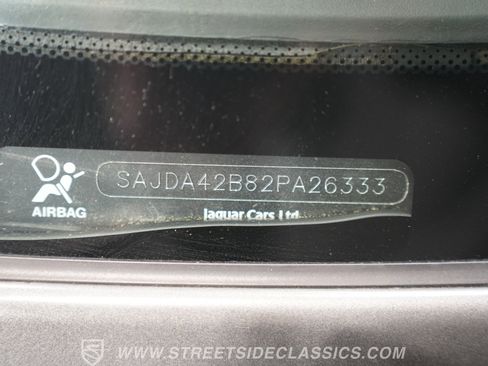 SAJDA42B82PA26333
AIRBAG
Jaguar Cars Ltd
WWW.STREETSIDECLASSICS.COM